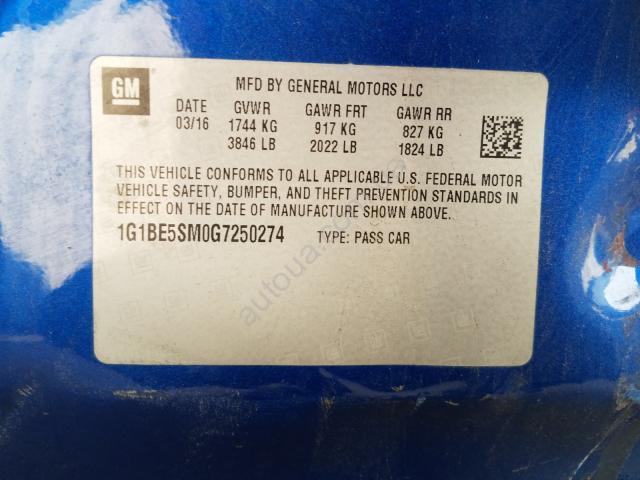 GM
MFD BY GENERAL MOTORS LLC
DATE GVWR GAWR FRT GAWR RR
03/16 1744 KG 917 KG 827 KG
3846 LB 2022 LB 1824 LB
THIS VEHICLE CONFORMS TO ALL APPLICABLE U.S. FEDERAL MOTOR
VEHICLE SAFETY, BUMPER, AND THEFT PREVENTION STANDARDS IN
EFFECT ON THE DATE OF MANUFACTURE SHOWN ABOVE.
1G1BE5SM0G7250274 TYPE: PASS CAR